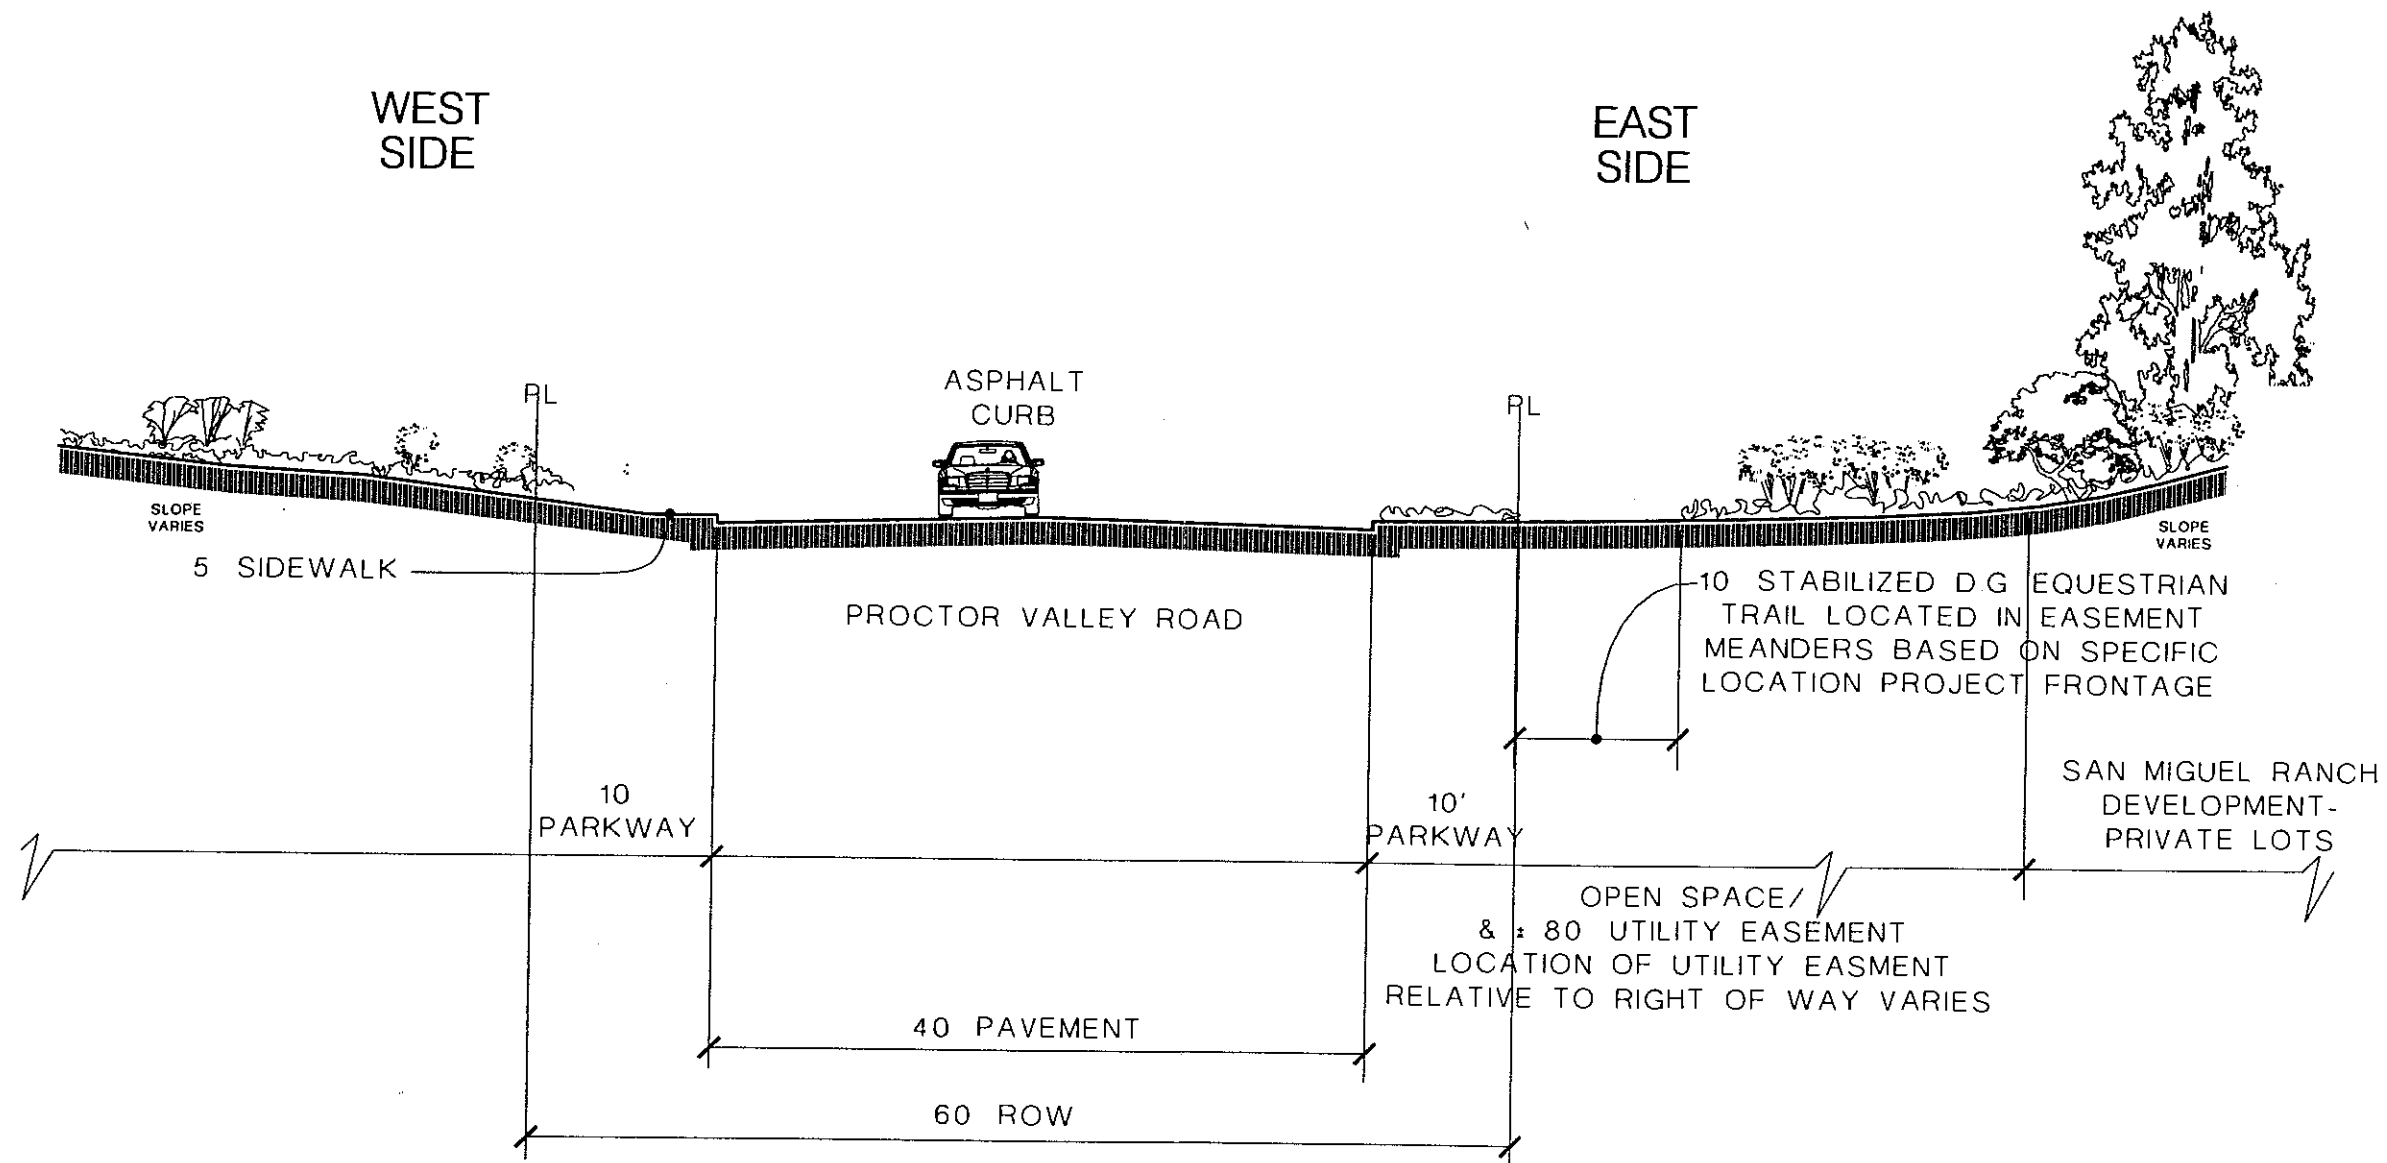 WEST
SIDE
EAST
SIDE
PL
ASPHALT
CURB
PL
SLOPE
VARIES
SLOPE
VARIES
5 SIDEWALK
PROCTOR VALLEY ROAD
10 STABILIZED D.G EQUESTRIAN
TRAIL LOCATED IN EASEMENT
MEANDERS BASED ON SPECIFIC
LOCATION PROJECT FRONTAGE
10
PARKWAY
10'
PARKWAY
SAN MIGUEL RANCH
DEVELOPMENT-
PRIVATE LOTS
OPEN SPACE/
& ± 80 UTILITY EASEMENT
LOCATION OF UTILITY EASMENT
RELATIVE TO RIGHT OF WAY VARIES
40 PAVEMENT
60 ROW